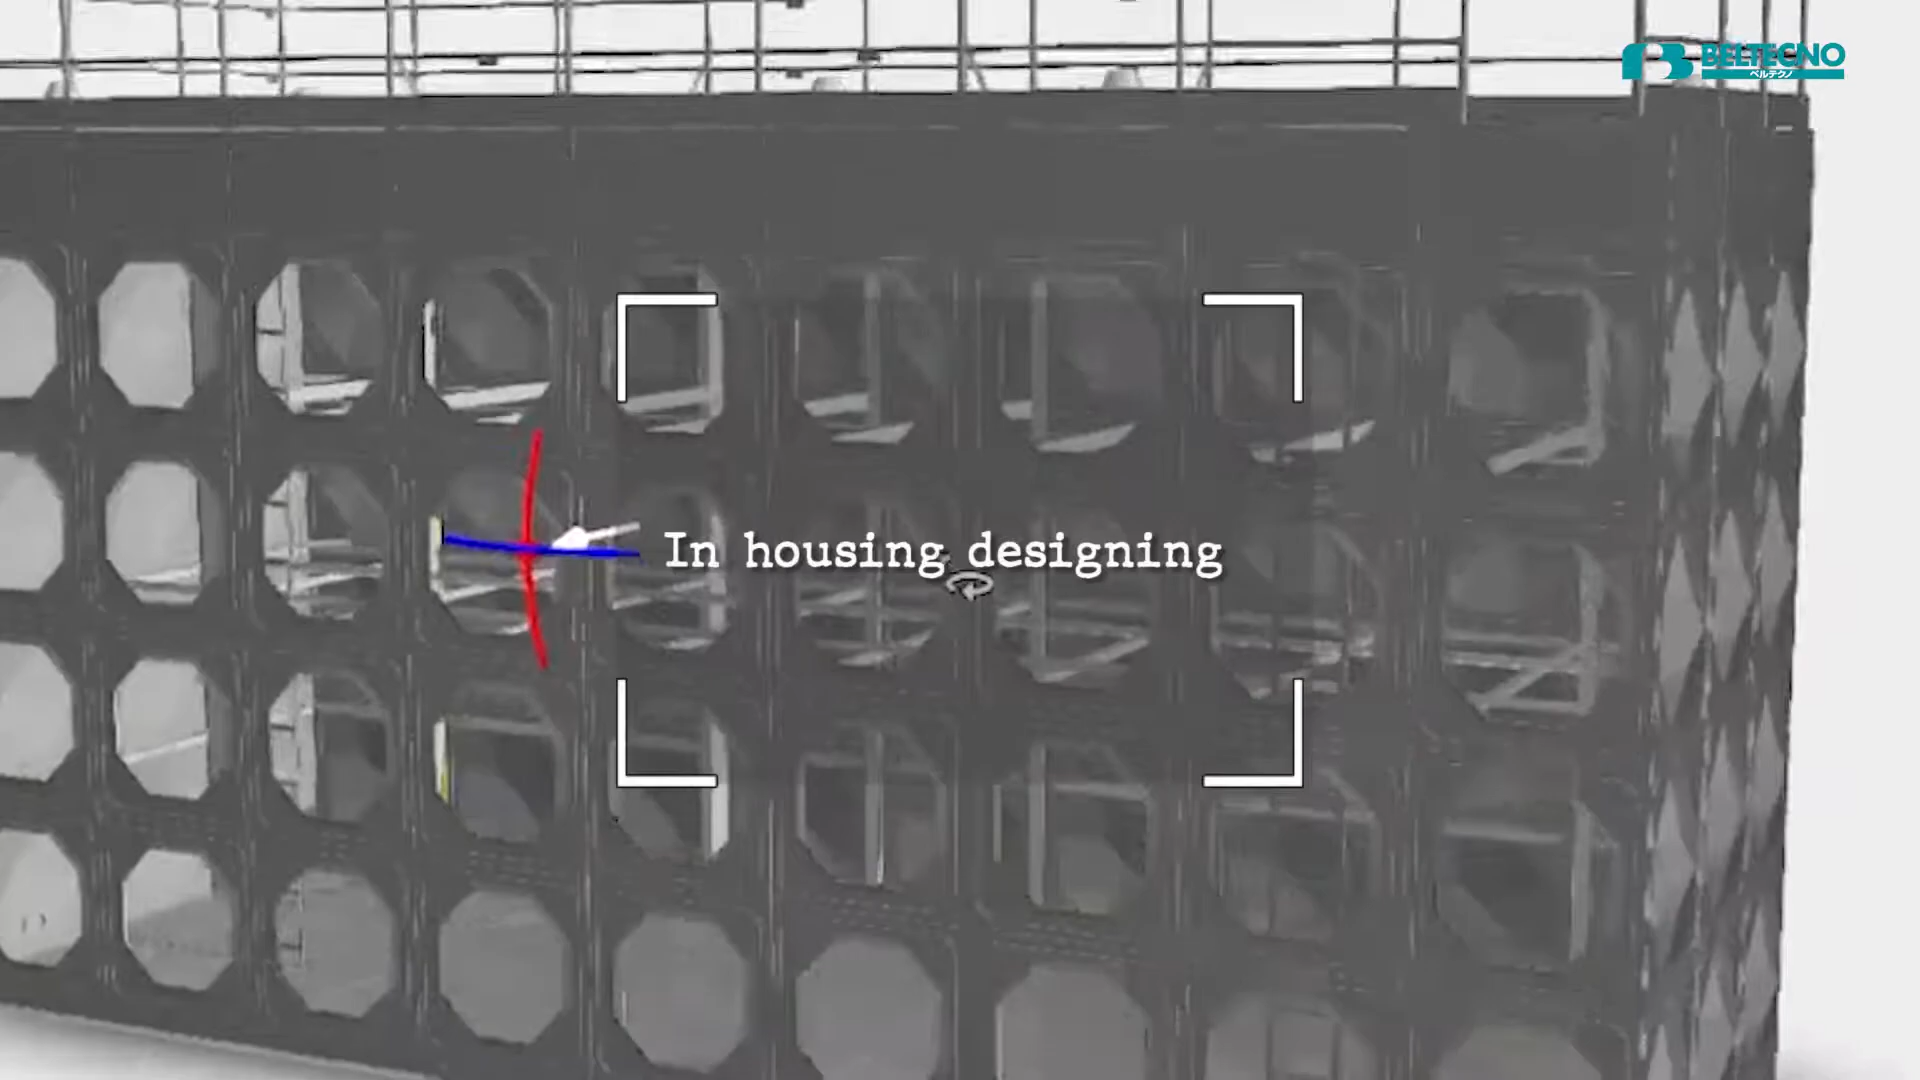 BELTECNO
ベルテクノ
In housing designing